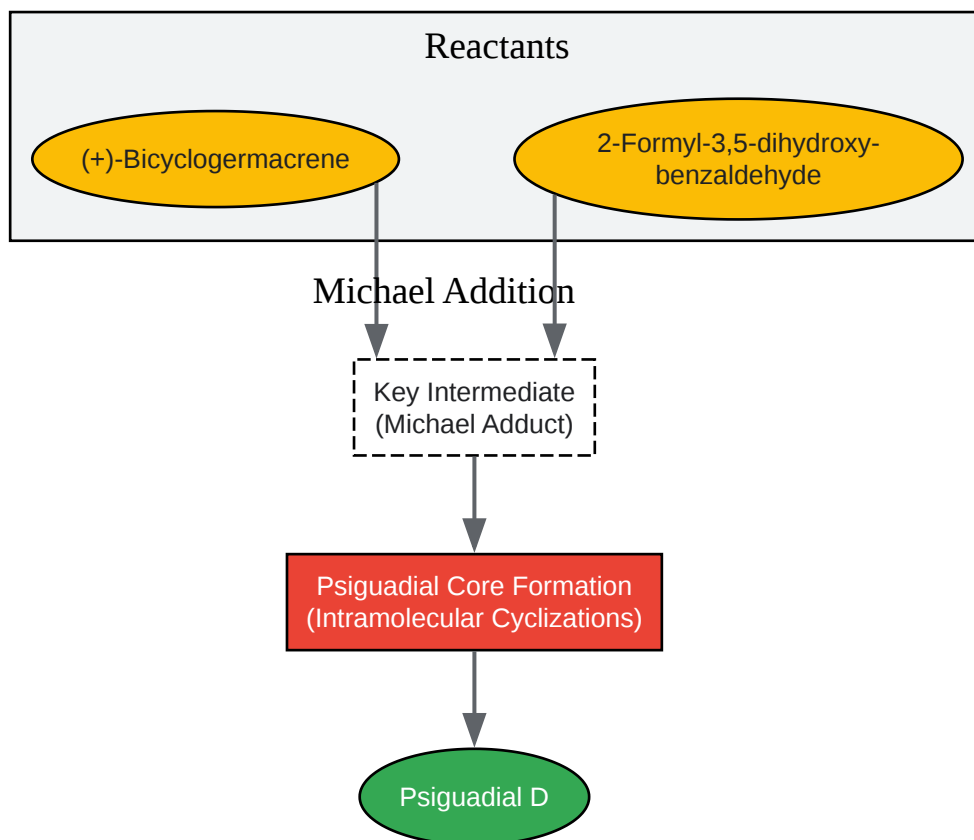 Reactants
(+)-Bicyclogermacrene
2-Formyl-3,5-dihydroxy-
benzaldehyde
Michael Addition
Key Intermediate
(Michael Adduct)
Psiguadial Core Formation
(Intramolecular Cyclizations)
Psiguadial D